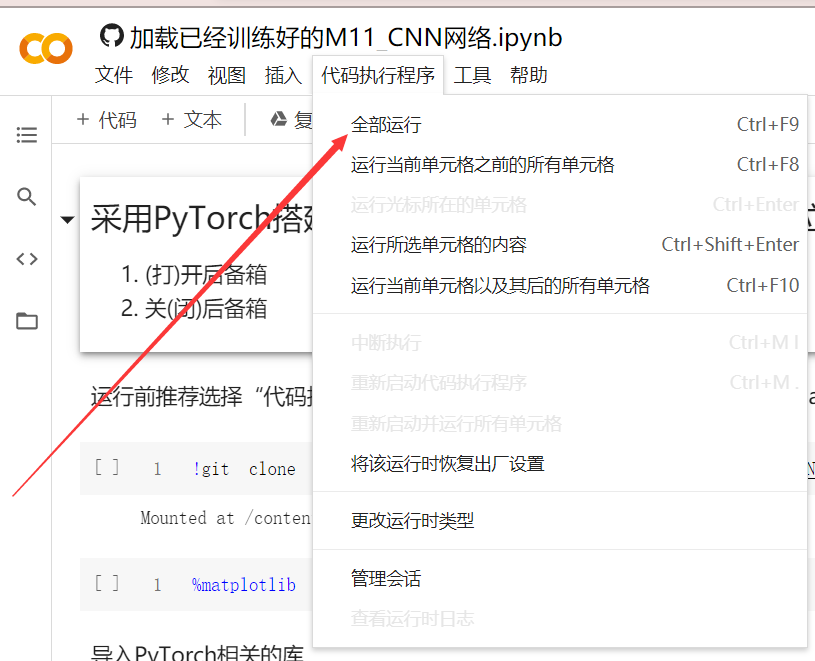 加载已经训练好的M11_CNN网络.ipynb
文件 修改 视图 插入 代码执行程序 工具 帮助
+ 代码 + 文本 复
全部运行 Ctrl+F9
运行当前单元格之前的所有单元格 Ctrl+F8
运行光标所在的单元格 Ctrl+Enter
运行所选单元格的内容 Ctrl+Shift+Enter
运行当前单元格以及其后的所有单元格 Ctrl+F10
中断执行 Ctrl+M I
重新启动代码执行程序 Ctrl+M .
重新启动并运行所有单元格
将该运行时恢复出厂设置
更改运行时类型
管理会话
查看运行时日志
采用PyTorch搭建
1. (打)开后备箱
2. 关(闭)后备箱
运行前推荐选择“代码
[ ] 1 !git clone
Mounted at /conten
[ ] 1 %matplotlib
导入PyTorch相关的库